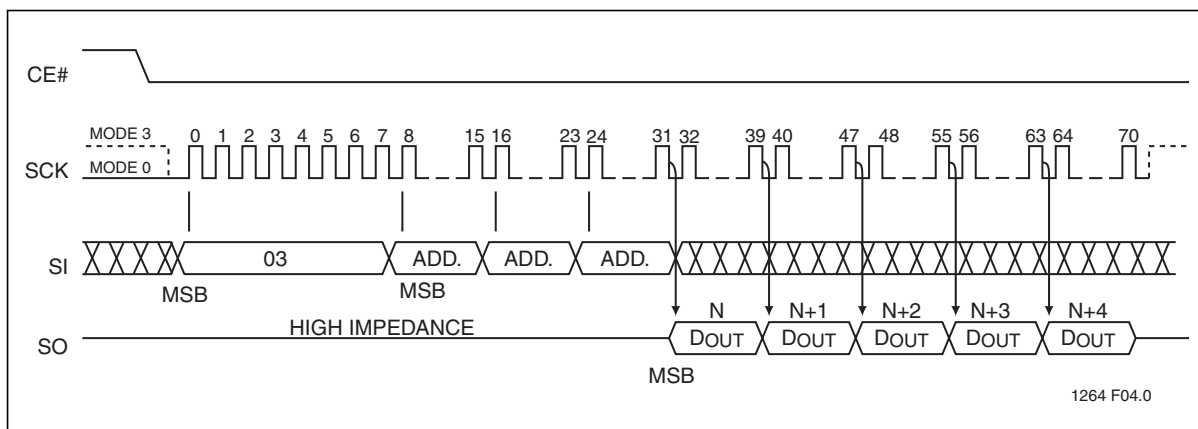 CE#
MODE 3
0 1 2 3 4 5 6 7 8 15 16 23 24 31 32 39 40 47 48 55 56 63 64 70
SCK
MODE 0
SI
03 ADD. ADD. ADD.
MSB MSB
HIGH IMPEDANCE
N N+1 N+2 N+3 N+4
SO
DOUT DOUT DOUT DOUT DOUT
MSB
1264 F04.0